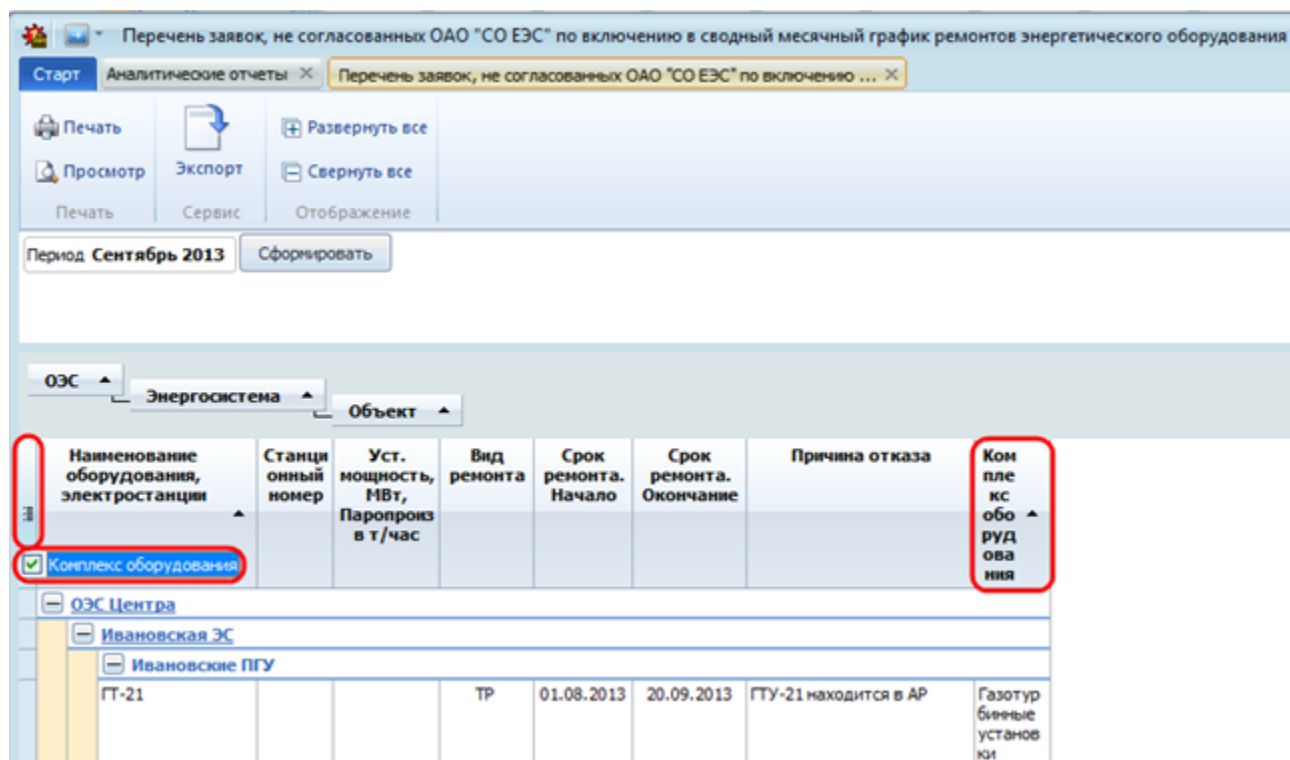 Перечень заявок, не согласованных ОАО "СО ЕЭС" по включению в сводный месячный график ремонтов энергетического оборудования
Старт Аналитические отчеты Перечень заявок, не согласованных ОАО "СО ЕЭС" по включению ...
Печать
Просмотр
Экспорт
Развернуть все
Свернуть все
Печать Сервис Отображение
Период Сентябрь 2013 Сформировать
ОЭС
Энергосистема
Объект
Наименование
оборудования,
электростанции
Станци
онный
номер
Уст.
мощность,
МВт,
Паропроиз
в т/час
Вид
ремонта
Срок
ремонта.
Начало
Срок
ремонта.
Окончание
Причина отказа
Ком
пле
кс
обо
руд
ова
ния
Комплекс оборудования
ОЭС Центра
Ивановская ЭС
Ивановские ПГУ
ГТ-21 ТР 01.08.2013 20.09.2013 ГТУ-21 находится в АР Газотур
бинные
установ
ки